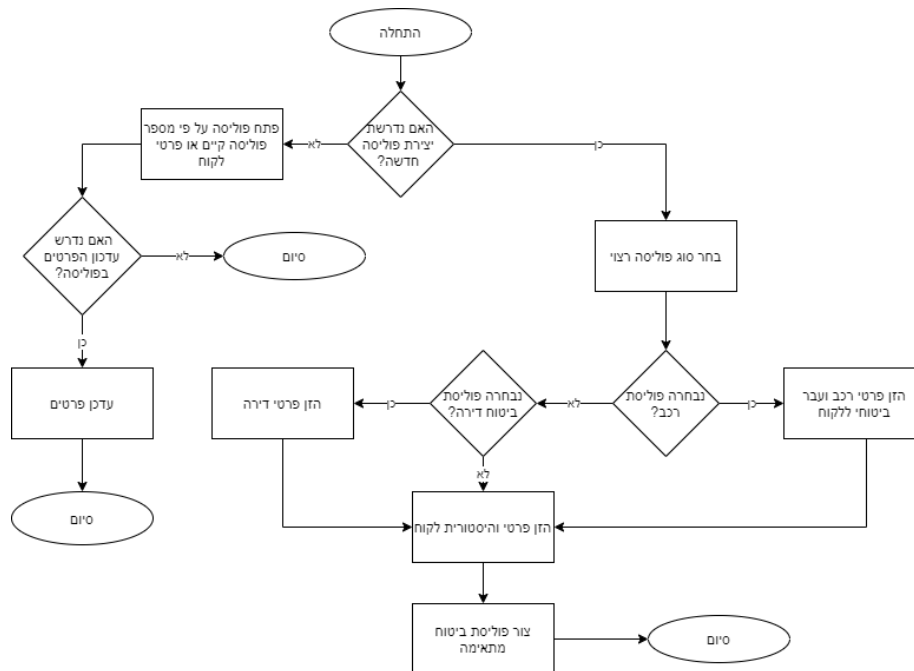 התחלה
האם נדרשת
יצירת פוליסה
חדשה?
כן
לא
פתח פוליסה על פי מספר
פוליסה קיים או פרטי
לקוח
האם נדרש
עדכון הפרטים
בפוליסה?
לא
סיום
כן
עדכן פרטים
סיום
בחר סוג פוליסה רצוי
נבחרה פוליסת
רכב?
כן
הזן פרטי רכב ועבר
ביטוחי ללקוח
לא
נבחרה פוליסת
ביטוח דירה?
כן
הזן פרטי דירה
לא
הזן פרטי והיסטורית לקוח
צור פוליסת ביטוח
מתאימה
סיום